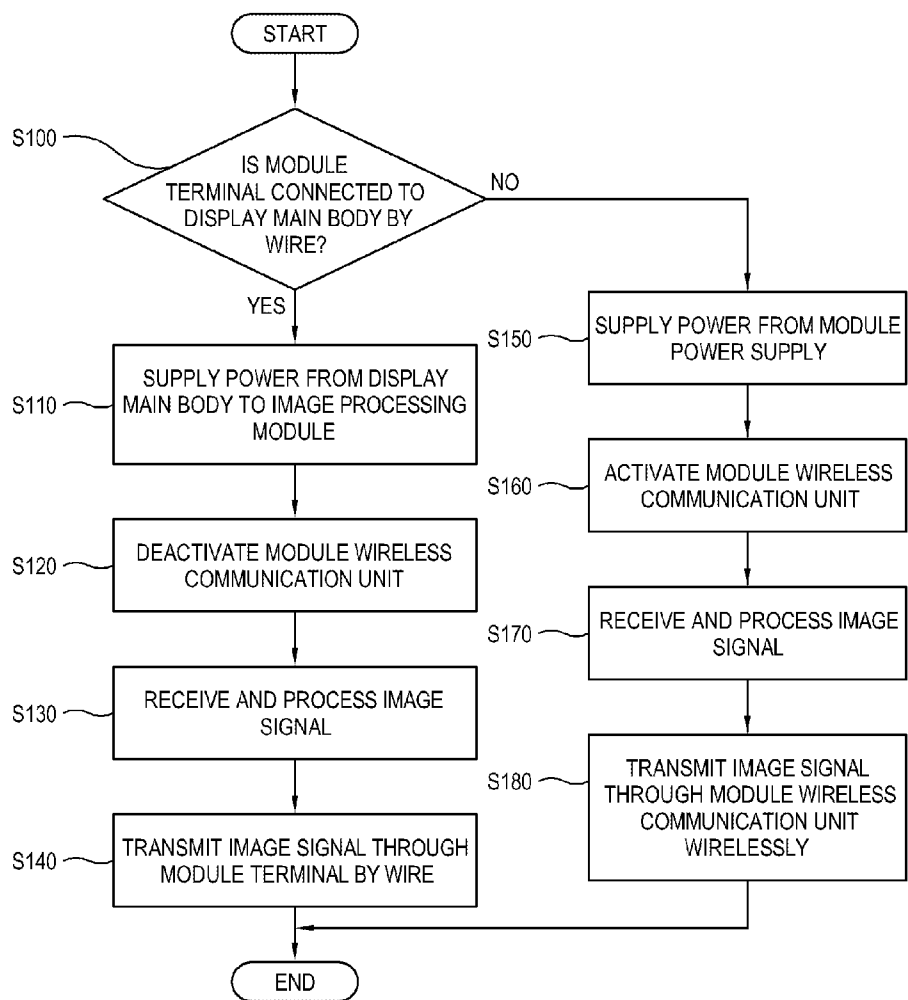 START
S100
IS MODULE
TERMINAL CONNECTED TO
DISPLAY MAIN BODY BY
WIRE?
NO
YES
S110
SUPPLY POWER FROM DISPLAY
MAIN BODY TO IMAGE PROCESSING
MODULE
S120
DEACTIVATE MODULE WIRELESS
COMMUNICATION UNIT
S130
RECEIVE AND PROCESS IMAGE
SIGNAL
S140
TRANSMIT IMAGE SIGNAL THROUGH
MODULE TERMINAL BY WIRE
S150
SUPPLY POWER FROM MODULE
POWER SUPPLY
S160
ACTIVATE MODULE WIRELESS
COMMUNICATION UNIT
S170
RECEIVE AND PROCESS IMAGE
SIGNAL
S180
TRANSMIT IMAGE SIGNAL
THROUGH MODULE WIRELESS
COMMUNICATION UNIT
WIRELESSLY
END